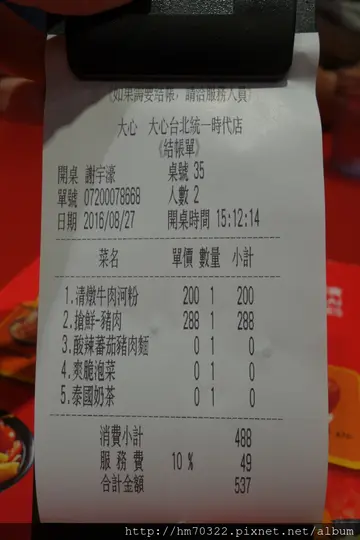 (如果需要結帳, 請洽服務人員)
大心 大心台北統一時代店
《結帳單》
開桌 謝宇濠 桌號 35
單號 07200078668 人數 2
日期 2016/08/27 開桌時間 15:12:14
菜名 單價 數量 小計
1.清燉牛肉河粉 200 1 200
2.搶鮮-豬肉 288 1 288
3.酸辣蕃茄豬肉麵 0 1 0
4.爽脆泡菜 0 1 0
5.泰國奶茶 0 1 0
消費小計 488
服務費 10 % 49
合計金額 537
http://hm70322.pixnet.net/album